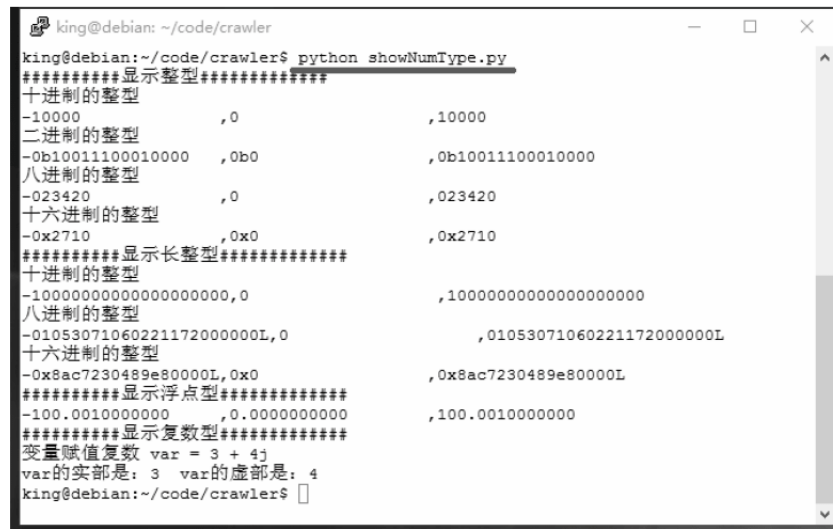 king@debian: ~/code/crawler
king@debian:~/code/crawler$ python showNumType.py
##########显示整型#############
十进制的整型
-10000 ,0 ,10000
二进制的整型
-0b10011100010000 ,0b0 ,0b10011100010000
八进制的整型
-023420 ,0 ,023420
十六进制的整型
-0x2710 ,0x0 ,0x2710
##########显示长整型#############
十进制的整型
-10000000000000000000,0 ,10000000000000000000
八进制的整型
-01053071060221172000000L,0 ,01053071060221172000000L
十六进制的整型
-0x8ac7230489e80000L,0x0 ,0x8ac7230489e80000L
##########显示浮点型#############
-100.0010000000 ,0.0000000000 ,100.0010000000
##########显示复数型#############
变量赋值复数 var = 3 + 4j
var的实部是：3 var的虚部是：4
king@debian:~/code/crawler$